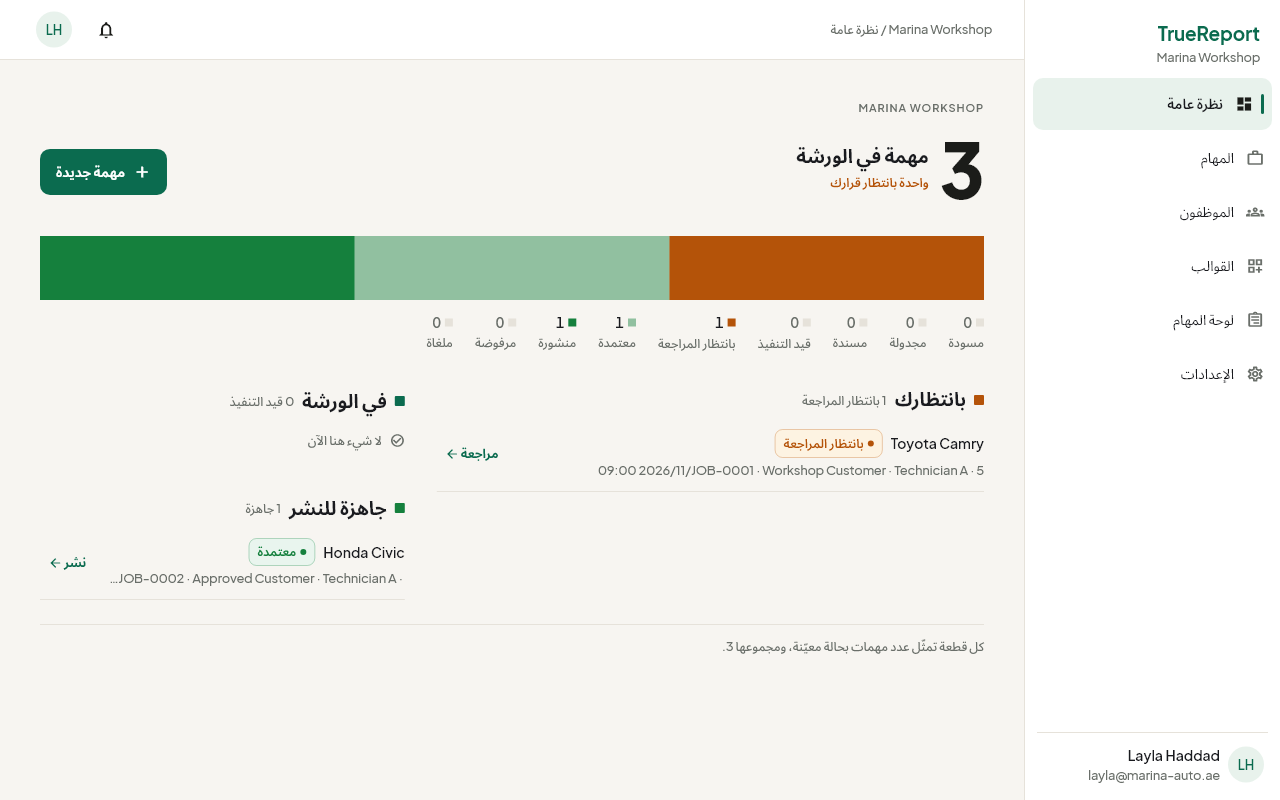 TrueReport
Marina Workshop
نظرة عامة
المهام
الموظفون
القوالب
لوحة المهام
الإعدادات
Layla Haddad
layla@marina-auto.ae
LH
Marina Workshop / نظرة عامة
LH
MARINA WORKSHOP
3
مهمة في الورشة
واحدة بانتظار قرارك
مهمة جديدة
0 مسودة
0 مجدولة
0 مسندة
0 قيد التنفيذ
1 بانتظار المراجعة
1 معتمدة
1 منشورة
0 مرفوضة
0 ملغاة
بانتظارك 1 بانتظار المراجعة
Toyota Camry بانتظار المراجعة
09:00 2026/11/JOB-0001 · Workshop Customer · Technician A · 5
مراجعة ←
في الورشة 0 قيد التنفيذ
لا شيء هنا الآن
جاهزة للنشر 1 جاهزة
Honda Civic معتمدة
…JOB-0002 · Approved Customer · Technician A ·
نشر ←
كل قطعة تمثّل عدد مهمات بحالة معيّنة، ومجموعها 3.